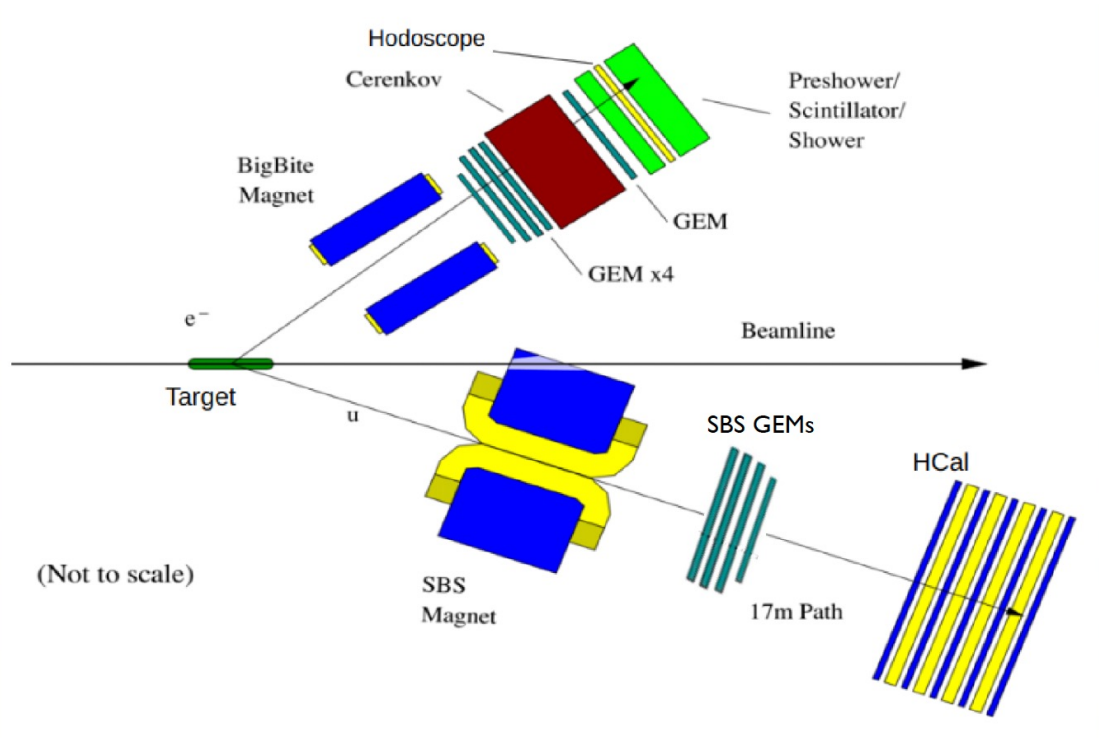 Hodoscope
Cerenkov
Preshower/
Scintillator/
Shower
BigBite
Magnet
GEM
GEM x4
e⁻
Beamline
Target
u
SBS GEMs
HCal
(Not to scale)
SBS
Magnet
17m Path